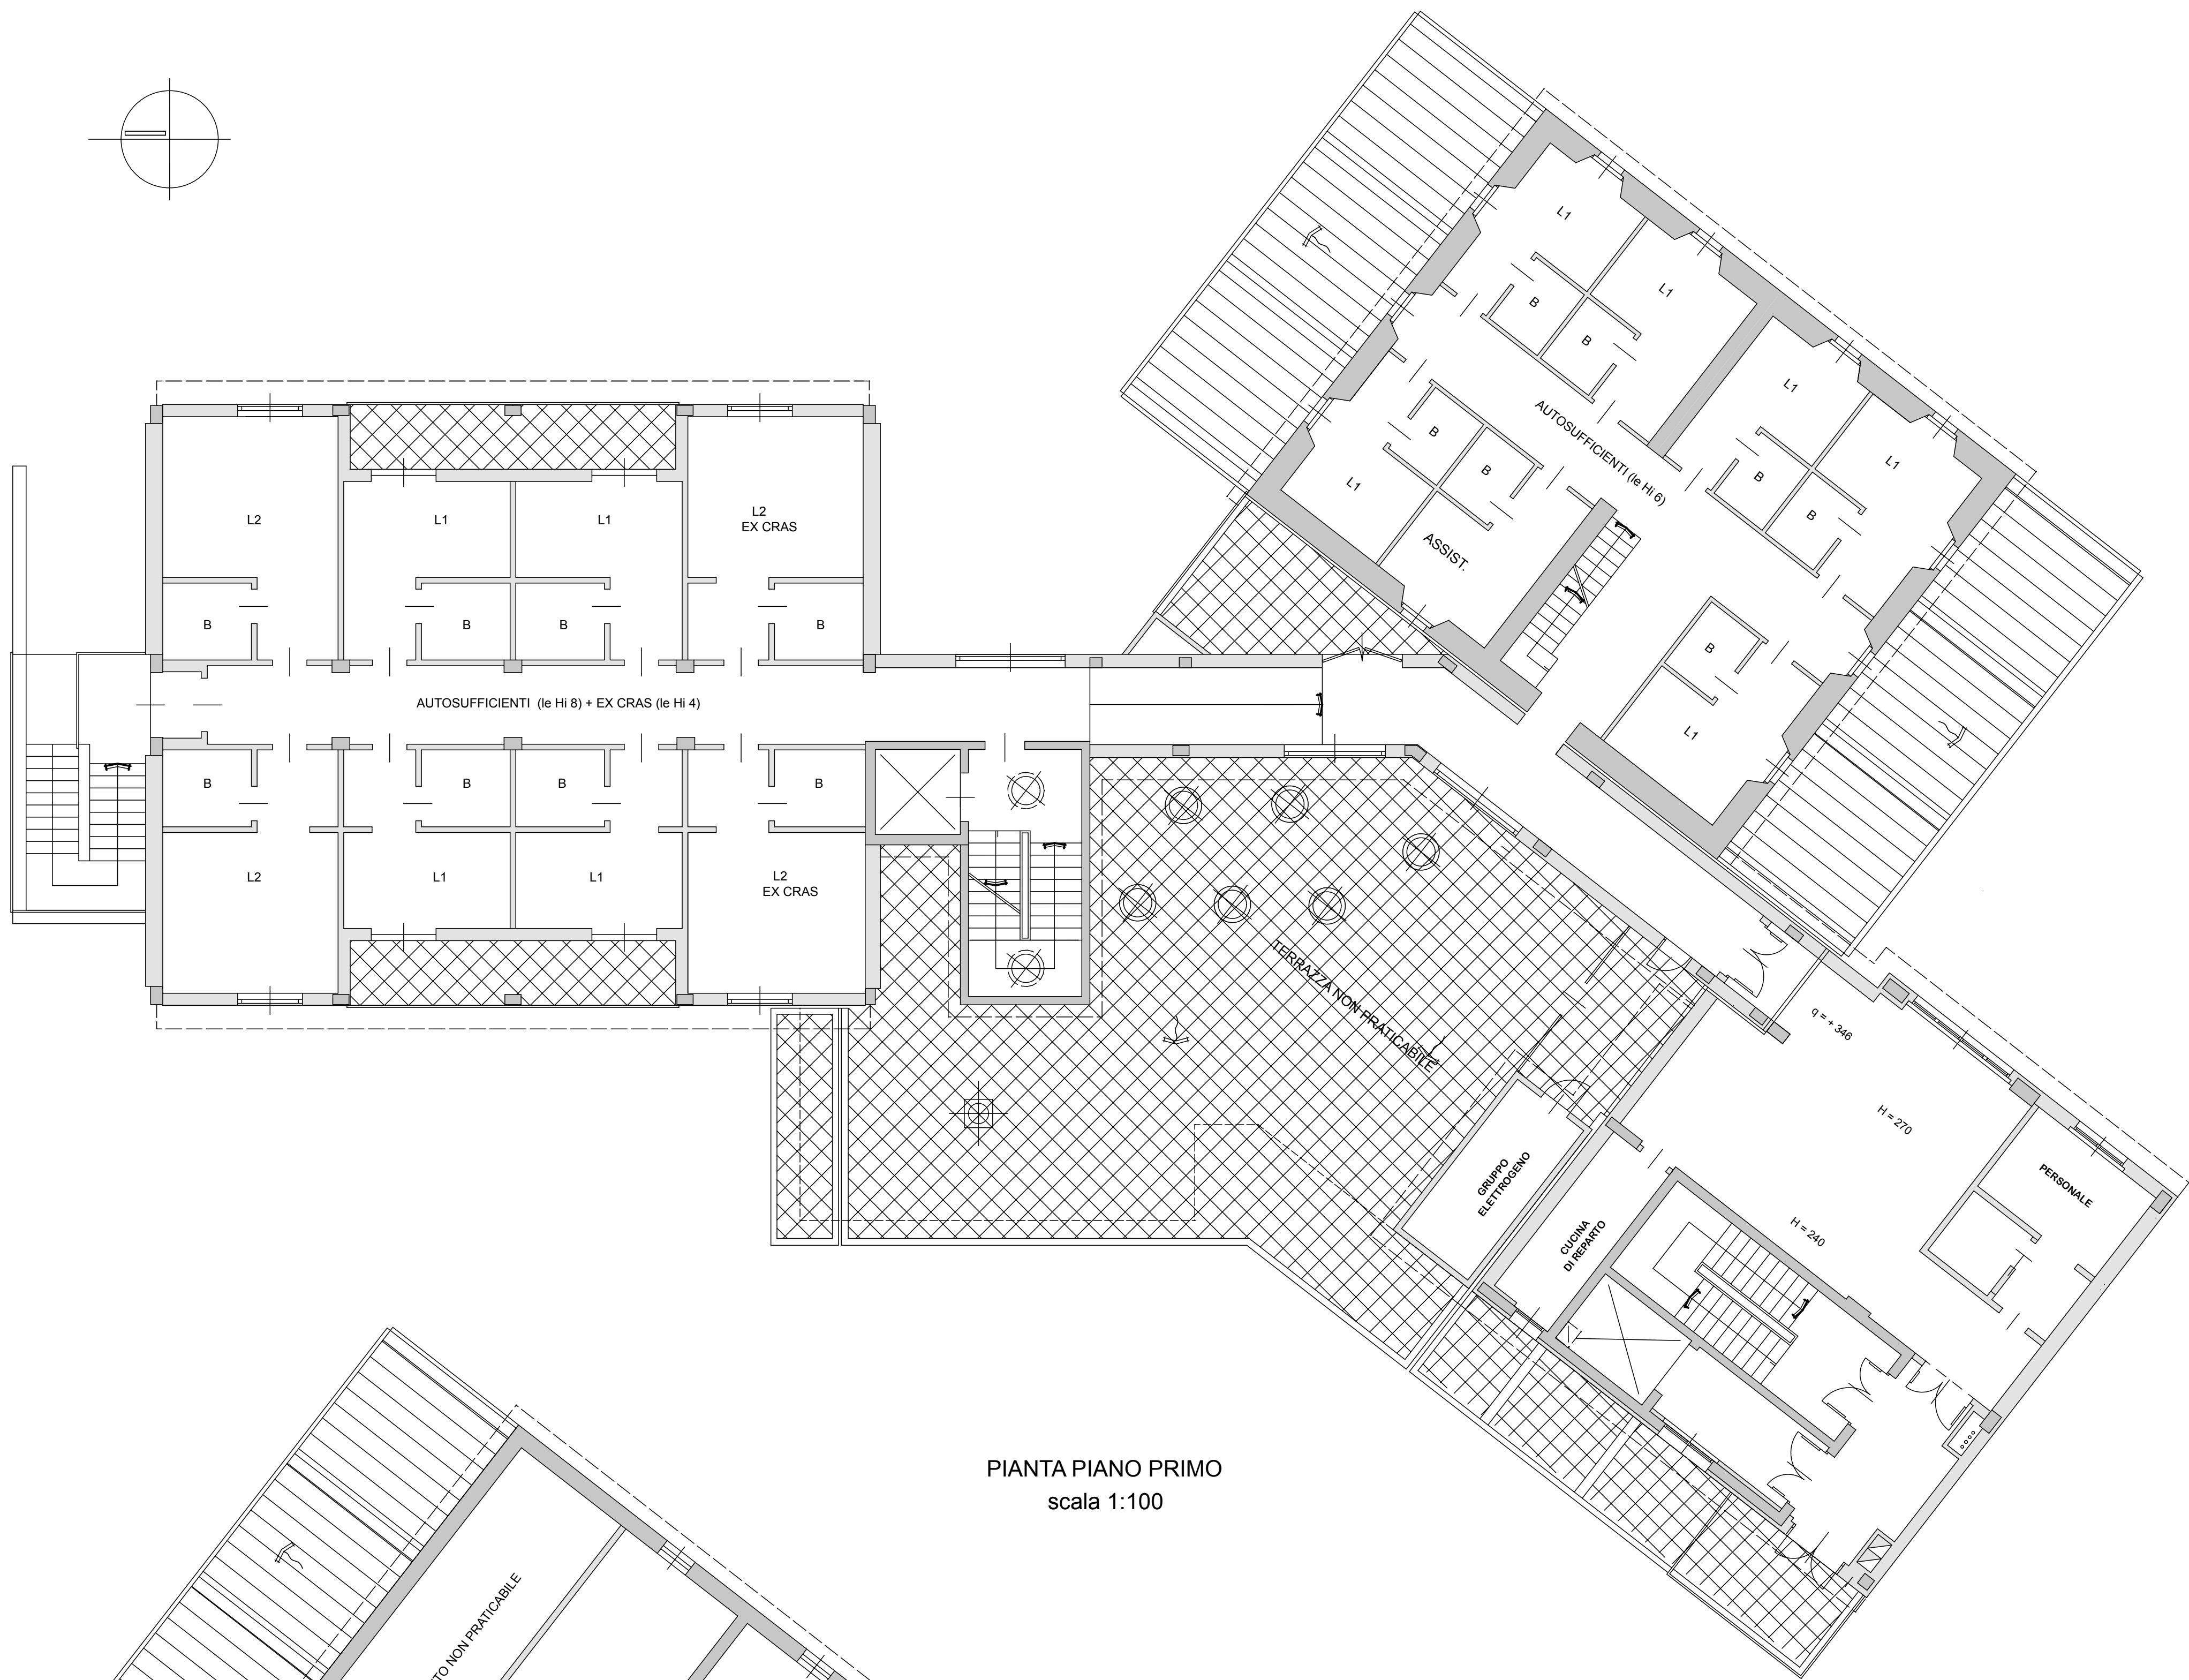 L1
L1
B
B
L1
L1
AUTOSUFFICIENTI (le Hi 6)
B
B
B
B
L1
ASSIST.
B
L1
L2
L1
L1
L2
EX CRAS
B
B
B
B
AUTOSUFFICIENTI (le Hi 8) + EX CRAS (le Hi 4)
B
B
B
B
L2
L1
L1
L2
EX CRAS
TERRAZZA NON PRATICABILE
q = + 346
H = 270
PERSONALE
GRUPPO
ELETTROGENO
CUCINA
DI REPARTO
H = 240
PIANTA PIANO PRIMO
scala 1:100
NON PRATICABILE